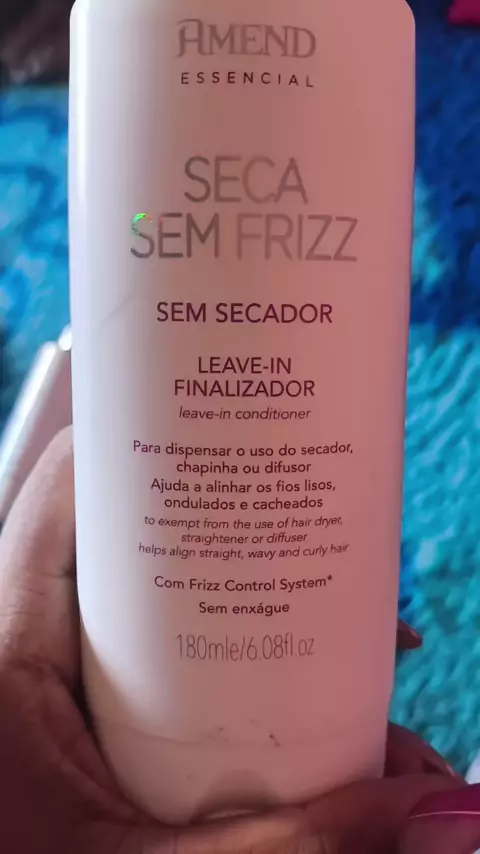 AMEND
ESSENCIAL
SECA
SEM FRIZZ
SEM SECADOR
LEAVE-IN
FINALIZADOR
leave-in conditioner
Para dispensar o uso do secador,
chapinha ou difusor
Ajuda a alinhar os fios lisos,
ondulados e cacheados
to exempt from the use of hair dryer,
straightener or diffuser
helps align straight, wavy and curly hair
Com Frizz Control System*
Sem enxágue
180mle/6.08fl.oz